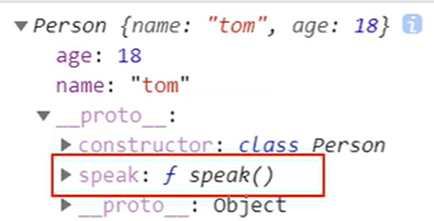 ▼Person {name: "tom", age: 18} i
age: 18
name: "tom"
▼__proto__:
▶constructor: class Person
▶speak: ƒ speak()
▶__proto__: Object